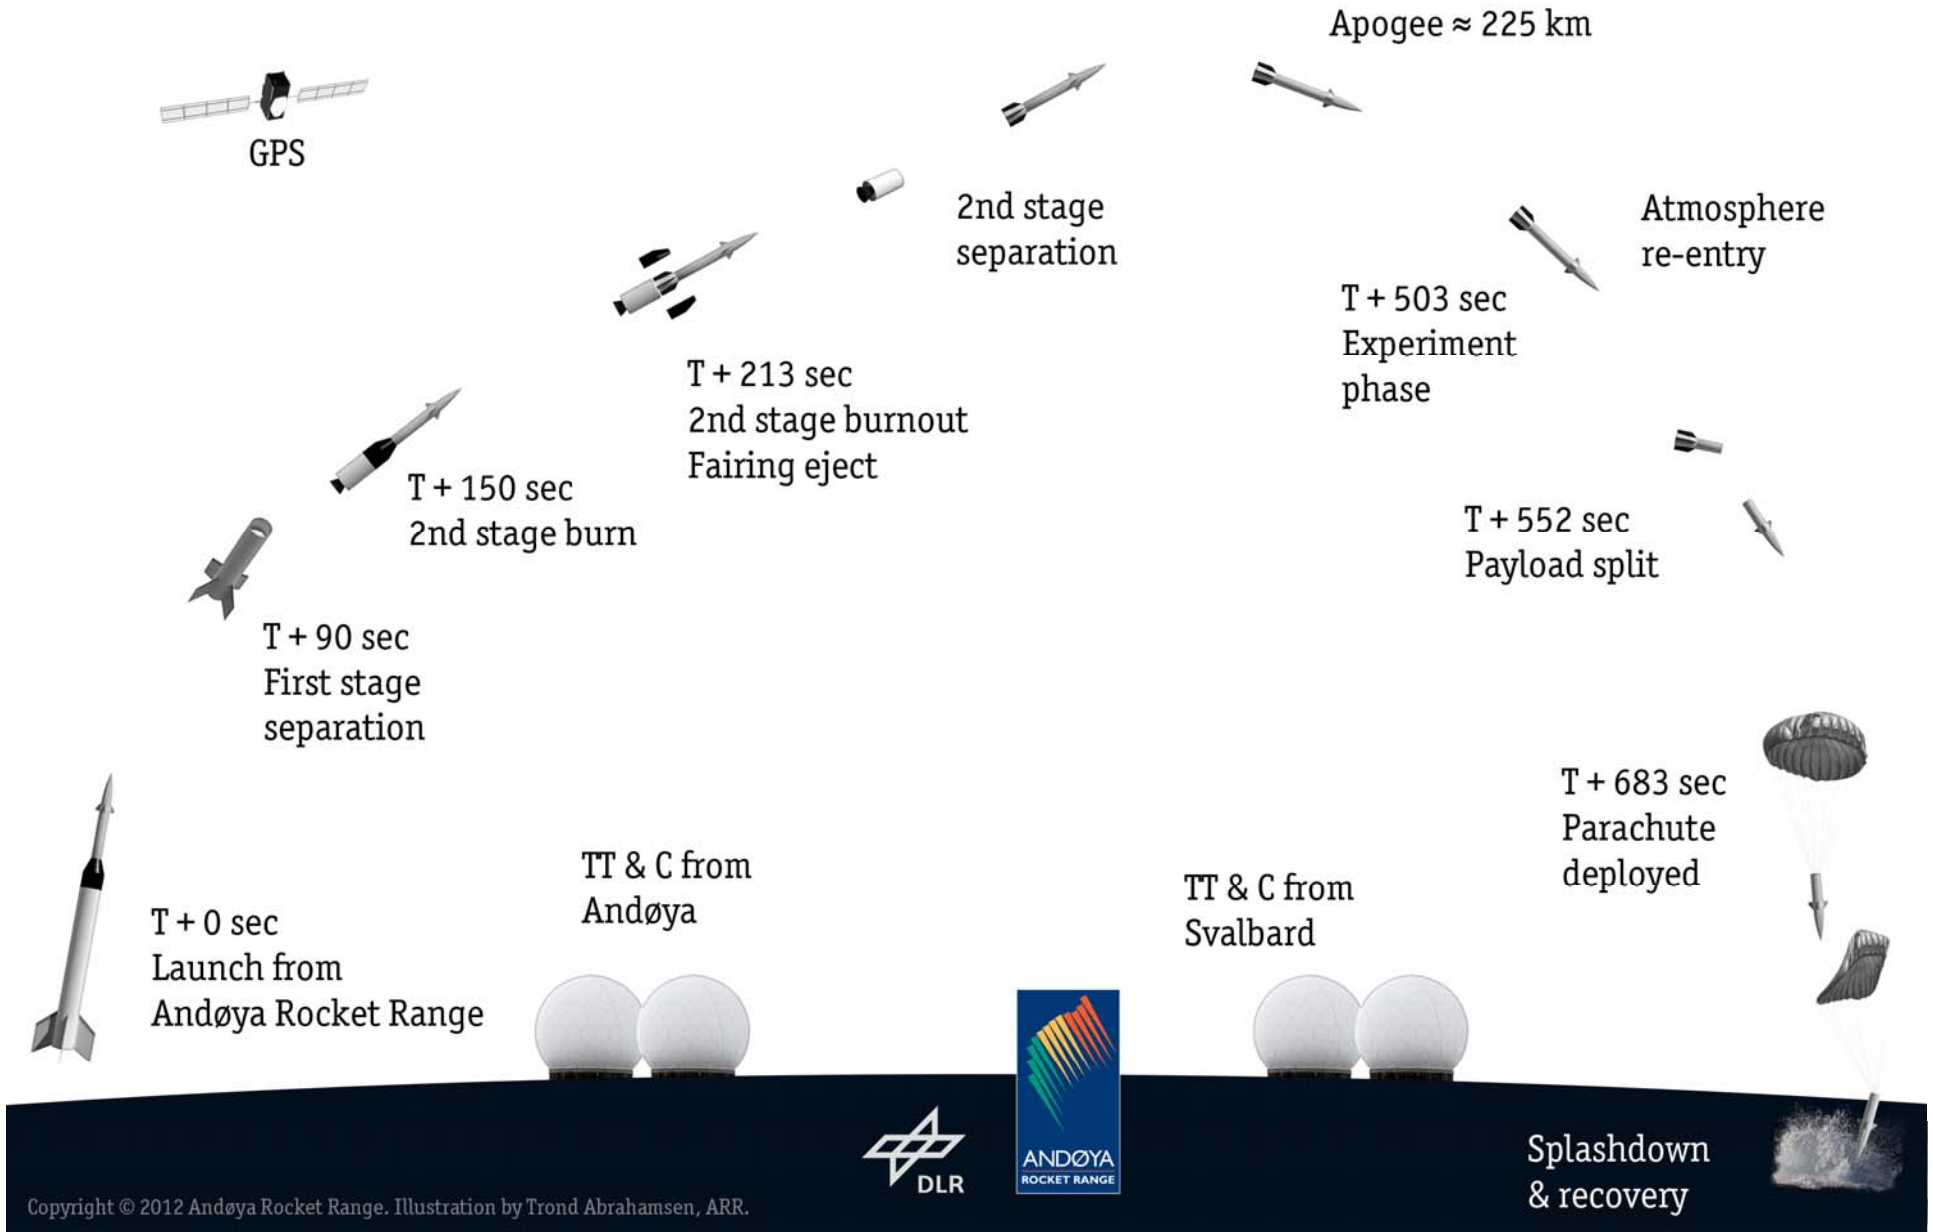 Apogee ≈ 225 km
GPS
2nd stage
separation
Atmosphere
re-entry
T + 503 sec
Experiment
phase
T + 213 sec
2nd stage burnout
Fairing eject
T + 150 sec
2nd stage burn
T + 552 sec
Payload split
T + 90 sec
First stage
separation
T + 683 sec
Parachute
deployed
TT & C from
Andøya
TT & C from
Svalbard
T + 0 sec
Launch from
Andøya Rocket Range
DLR
ANDØYA
ROCKET RANGE
Splashdown
& recovery
Copyright © 2012 Andøya Rocket Range. Illustration by Trond Abrahamsen, ARR.